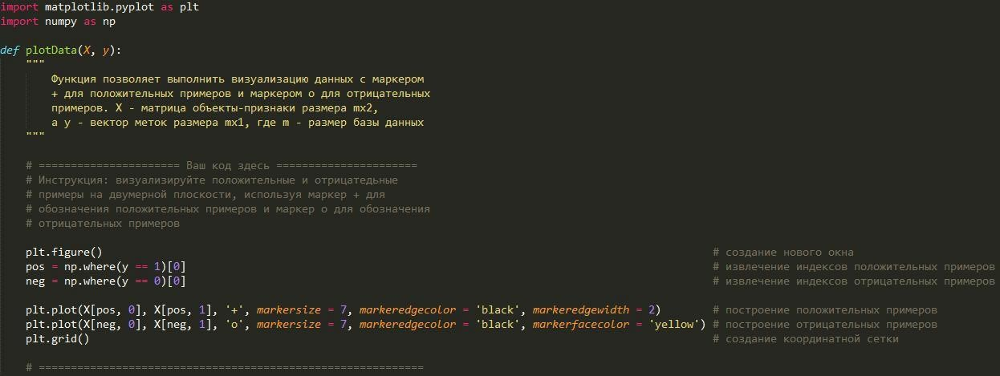 import matplotlib.pyplot as plt
import numpy as np
def plotData(X, y):
"""
Функция позволяет выполнить визуализацию данных с маркером
+ для положительных примеров и маркером o для отрицательных
примеров. X - матрица объекты-признаки размера mx2,
а y - вектор меток размера mx1, где m - размер базы данных
"""
# ====================== Ваш код здесь ======================
# Инструкция: визуализируйте положительные и отрицатедьные
# примеры на двумерной плоскости, используя маркер + для
# обозначения положительных примеров и маркер o для обозначения
# отрицательных примеров
plt.figure() # создание нового окна
pos = np.where(y == 1)[0] # извлечение индексов положительных примеров
neg = np.where(y == 0)[0] # извлечение индексов отрицательных примеров
plt.plot(X[pos, 0], X[pos, 1], '+', markersize = 7, markeredgecolor = 'black', markeredgewidth = 2) # построение положительных примеров
plt.plot(X[neg, 0], X[neg, 1], 'o', markersize = 7, markeredgecolor = 'black', markerfacecolor = 'yellow') # построение отрицательных примеров
plt.grid() # создание координатной сетки
# ============================================================